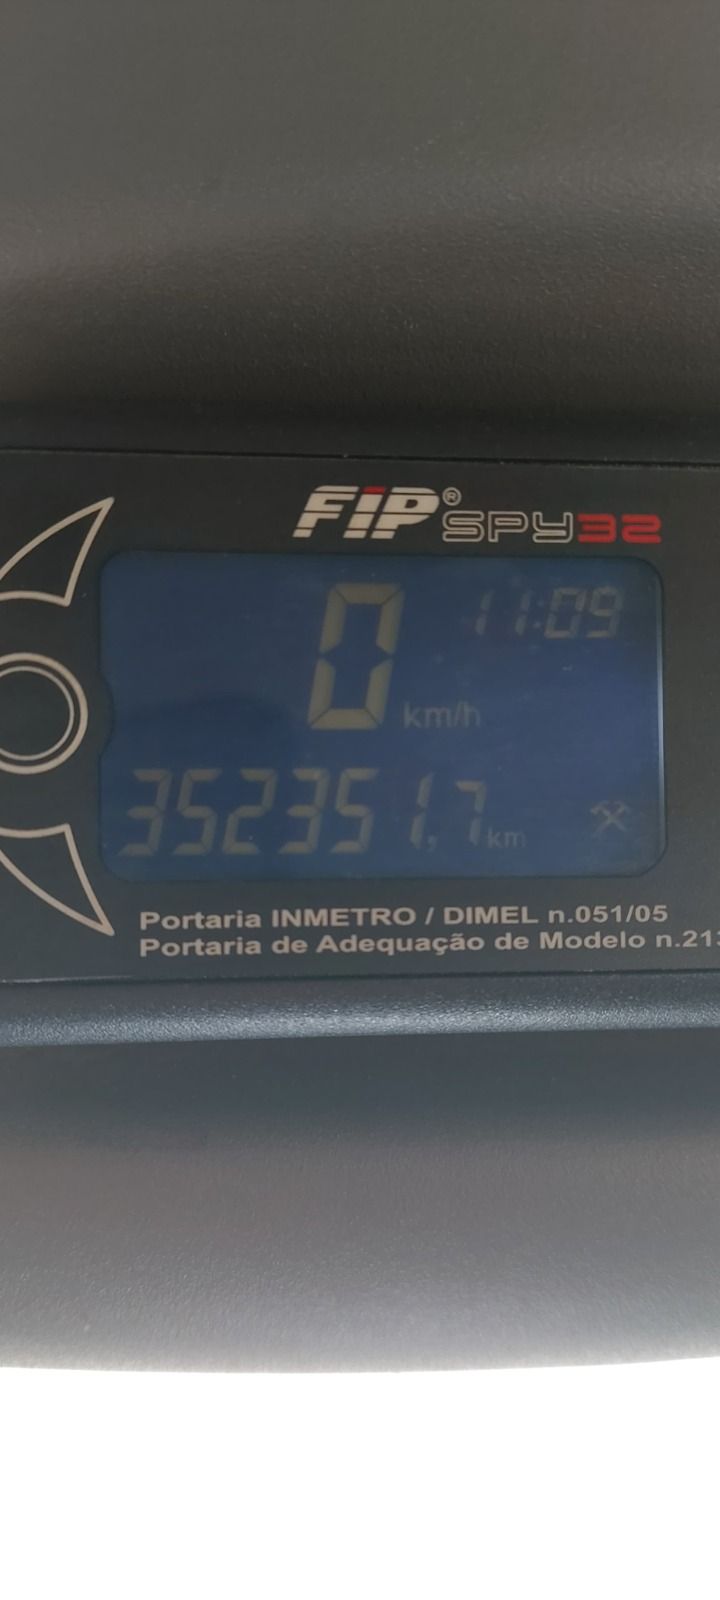 FiP® SPY32
0 km/h 11:09
352351,7 km
Portaria INMETRO / DIMEL n.051/05
Portaria de Adequação de Modelo n.213